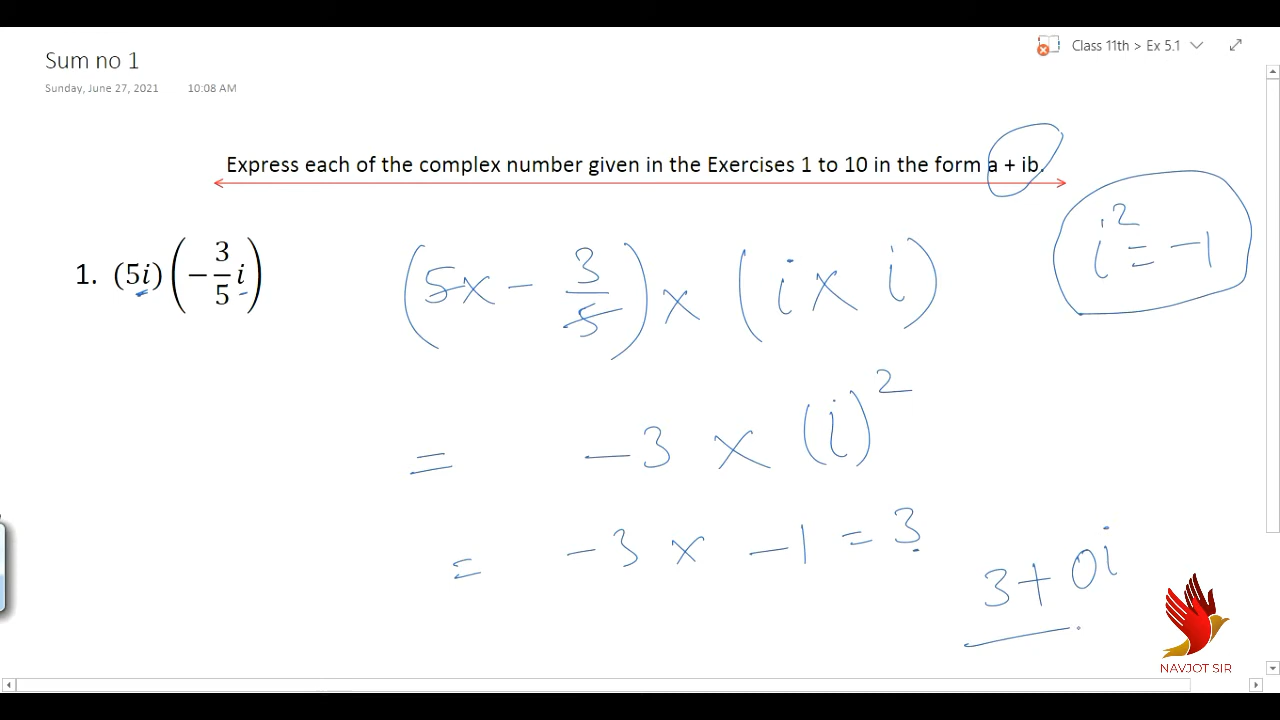 Sum no 1
Class 11th > Ex 5.1
Sunday, June 27, 2021 10:08 AM
Express each of the complex number given in the Exercises 1 to 10 in the form a + ib.
i² = -1
1. (5i)(-3/5 i)
(5x - 3/5) x (i x i)
= -3 x (i)²
= -3 x -1 = 3
3 + 0i
NAVJOT SIR